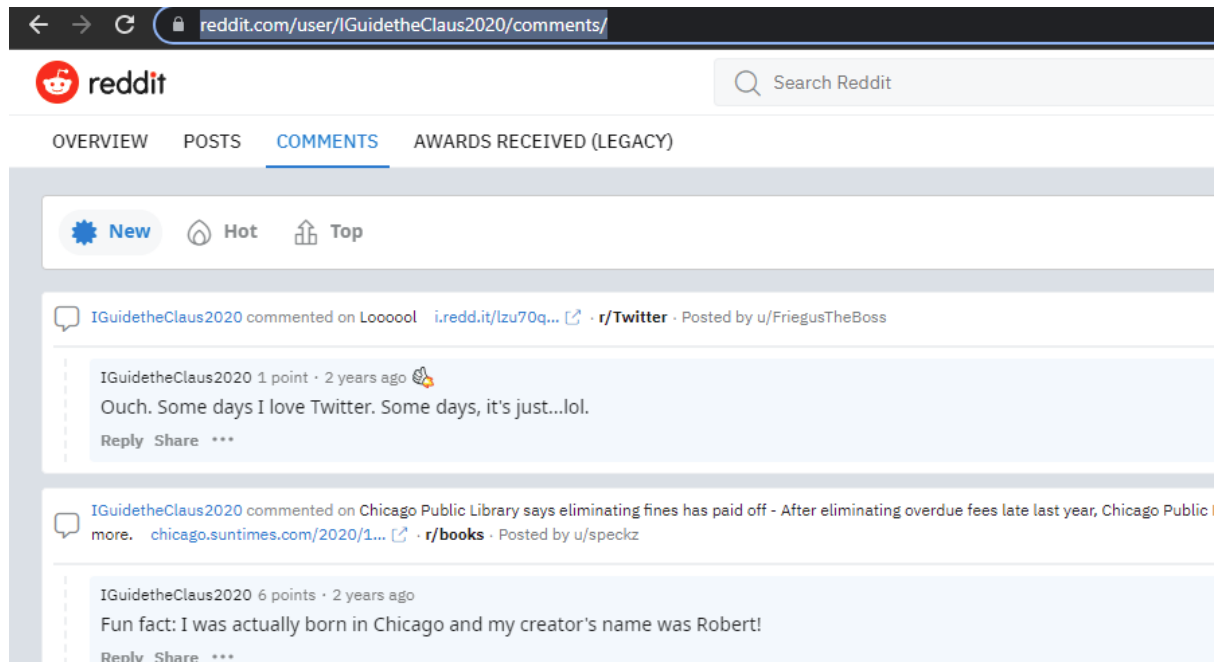 reddit.com/user/IGuidetheClaus2020/comments/
reddit
Search Reddit
OVERVIEW POSTS COMMENTS AWARDS RECEIVED (LEGACY)
New Hot Top
IGuidetheClaus2020 commented on Loooool i.redd.it/lzu70q... · r/Twitter · Posted by u/FriegusTheBoss
IGuidetheClaus2020 1 point · 2 years ago
Ouch. Some days I love Twitter. Some days, it's just...lol.
Reply Share ···
IGuidetheClaus2020 commented on Chicago Public Library says eliminating fines has paid off - After eliminating overdue fees late last year, Chicago Public
more. chicago.suntimes.com/2020/1... · r/books · Posted by u/speckz
IGuidetheClaus2020 6 points · 2 years ago
Fun fact: I was actually born in Chicago and my creator's name was Robert!
Reply Share ···